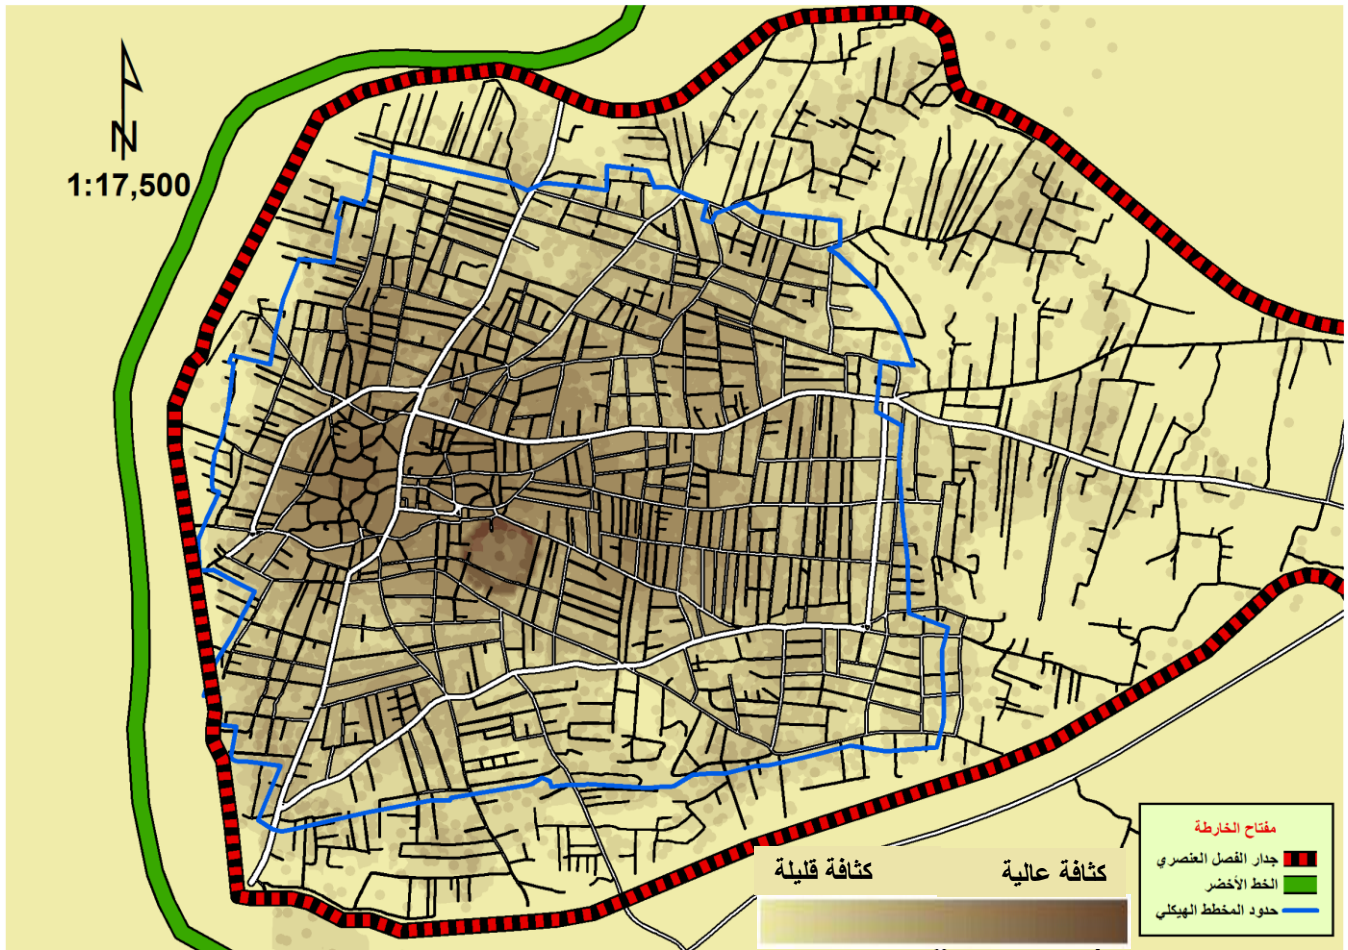 N
1:17,500
مفتاح الخارطة
جدار الفصل العنصري
الخط الأخضر
حدود المخطط الهيكلي
كثافة عالية كثافة قليلة